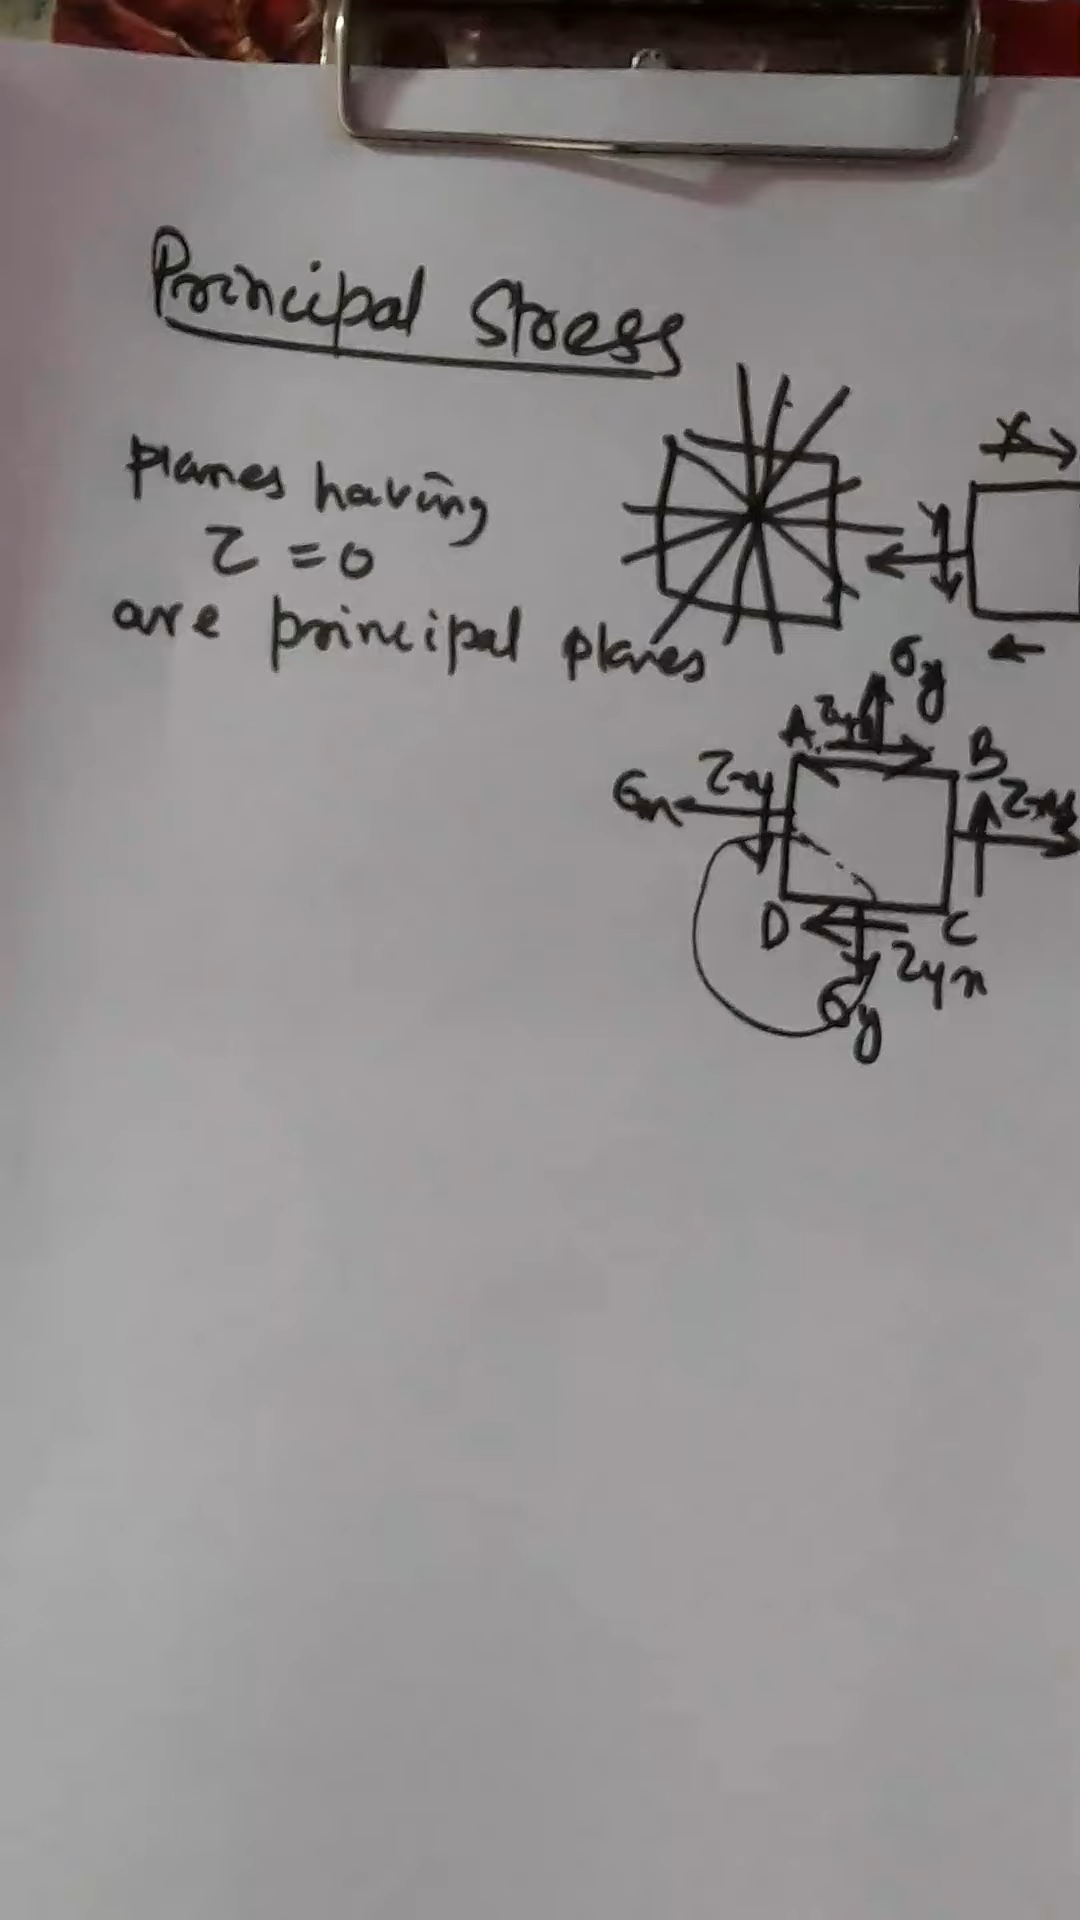 Principal Stress
planes having
τ = 0
are principal planes
x
y
σy
A
τyx
B
σx
τxy
τxy
D
C
τyx
σy